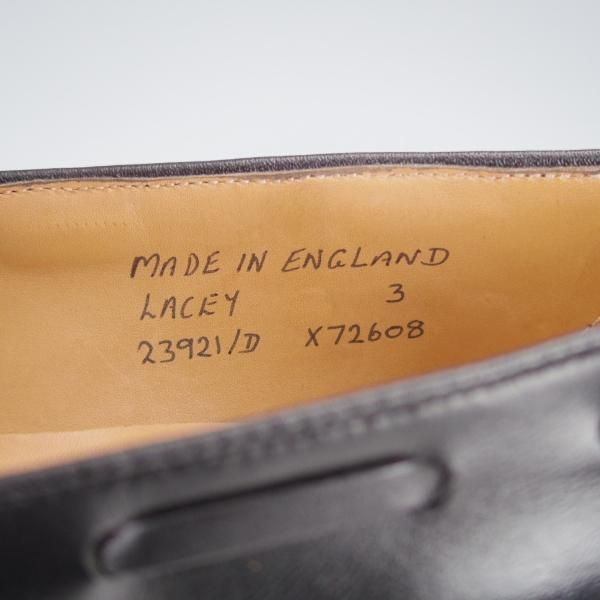 MADE IN ENGLAND
LACEY 3
23921/D X72608